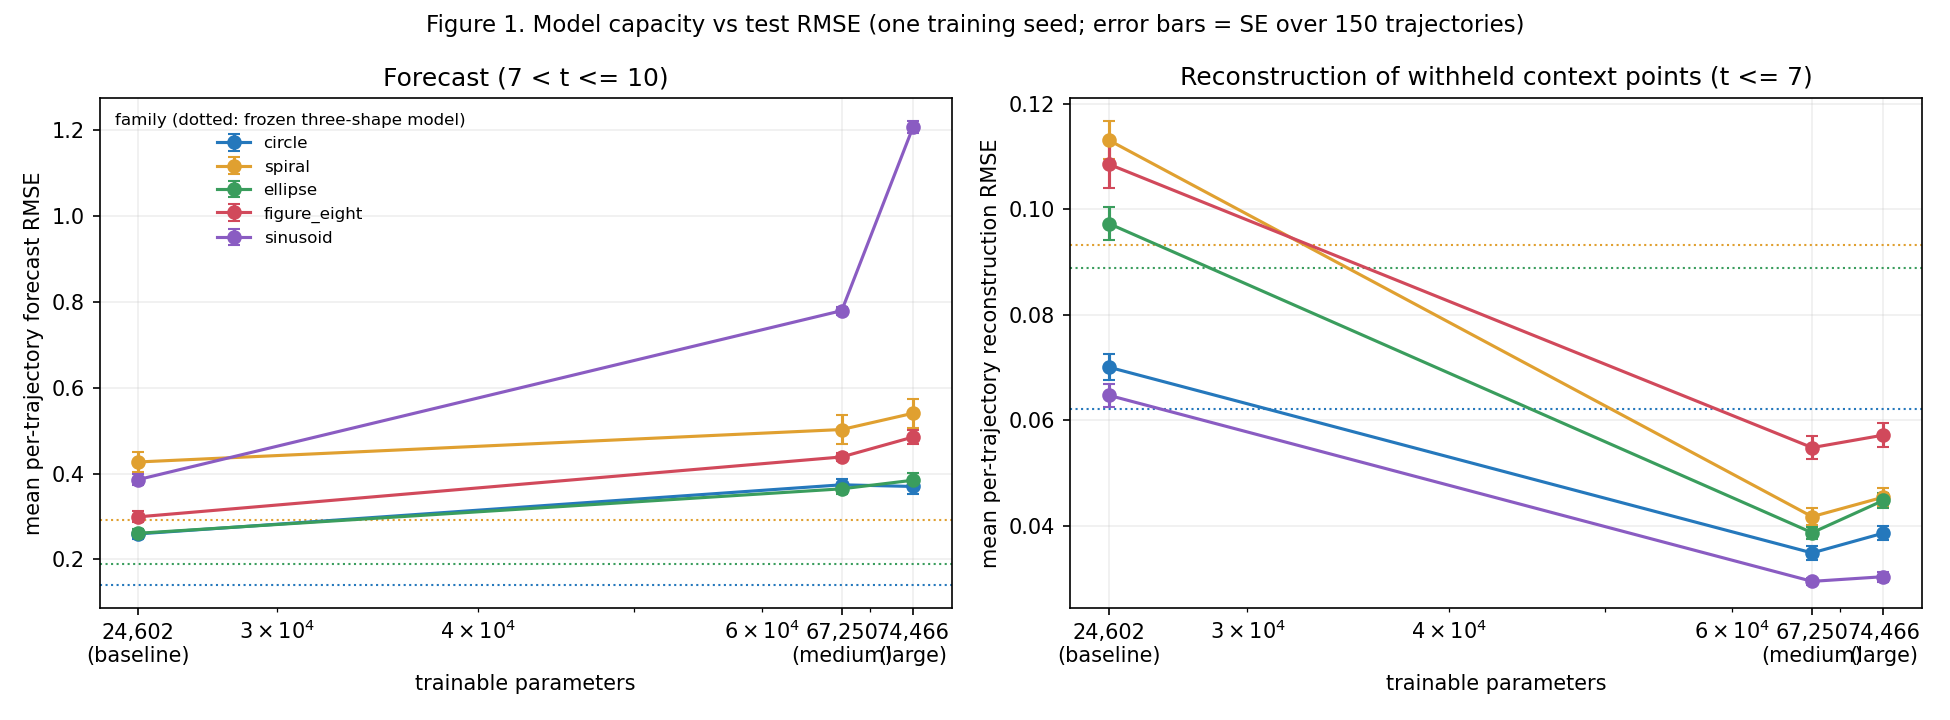 Figure 1. Model capacity vs test RMSE (one training seed; error bars = SE over 150 trajectories)
Forecast (7 < t <= 10)
mean per-trajectory forecast RMSE
1.2
1.0
0.8
0.6
0.4
0.2
family (dotted: frozen three-shape model)
circle
spiral
ellipse
figure_eight
sinusoid
24,602 3 × 10⁴ 4 × 10⁴ 6 × 10⁴ 67,250 74,466
(baseline) (medium) (large)
trainable parameters
Reconstruction of withheld context points (t <= 7)
mean per-trajectory reconstruction RMSE
0.12
0.10
0.08
0.06
0.04
24,602 3 × 10⁴ 4 × 10⁴ 6 × 10⁴ 67,250 74,466
(baseline) (medium) (large)
trainable parameters